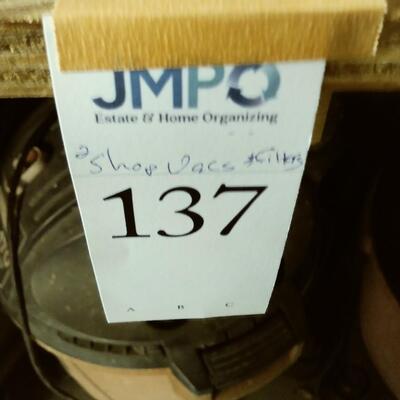 JMPO
Estate & Home Organizing
2 Shop Vacs + Filters
137
A B C